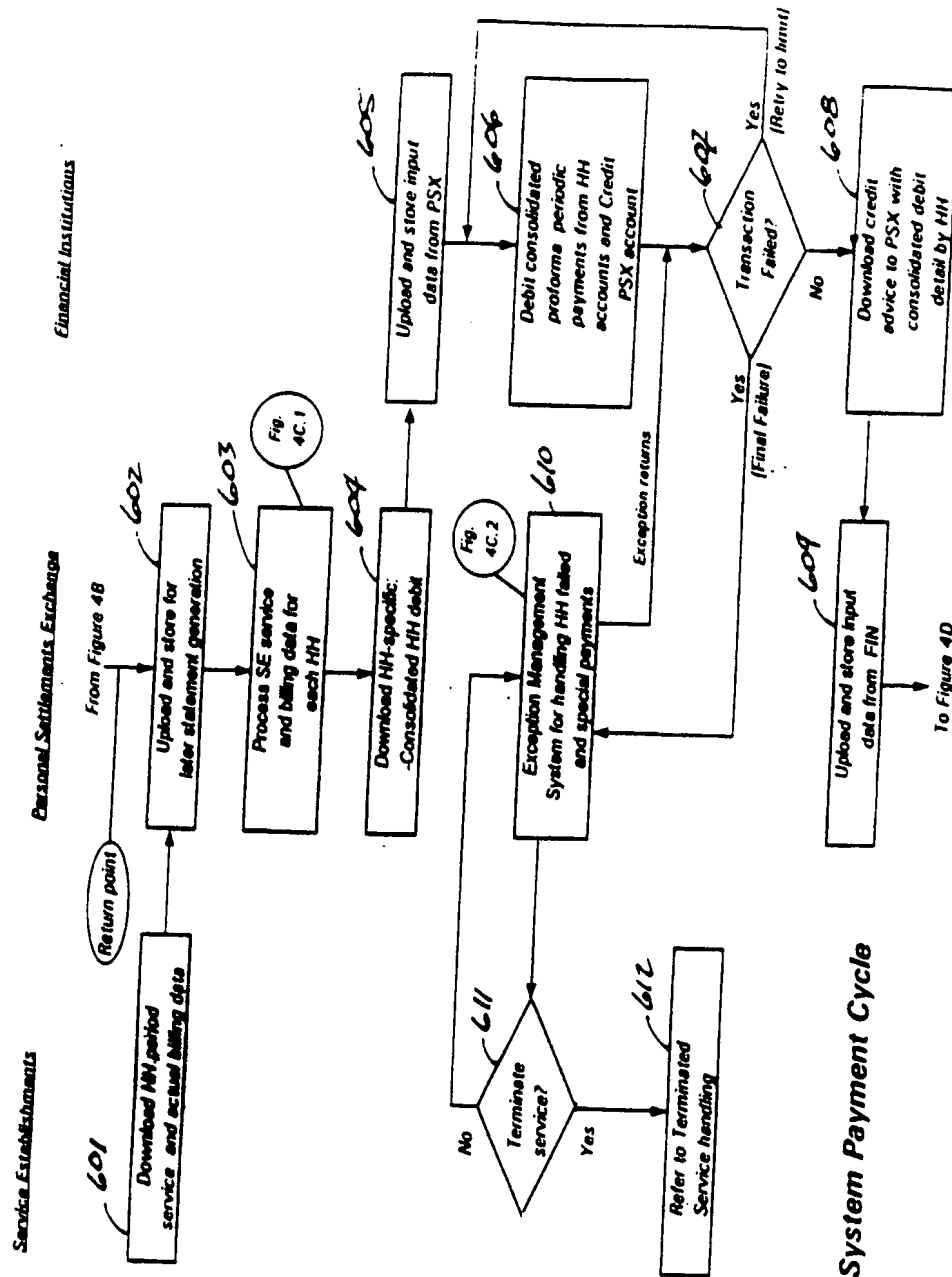 Service Establishments
Personal Settlements Exchange
Financial Institutions
Return point
From Figure 4B
601
Download HH period
service and actual billing data
602
Upload and store for
later statement generation
603
Process SE service
and billing data for
each HH
Fig.
4C.1
604
Download HH-specific:
-Consolidated HH debit
605
Upload and store input
data from PSX
606
Debit consolidated
proforma periodic
payments from HH
accounts and Credit
PSX account
607
Transaction
Failed?
Yes
[Retry to limit]
Yes
[Final Failure]
No
608
Download credit
advice to PSX with
consolidated debit
detail by HH
609
Upload and store input
data from FIN
To Figure 4D
610
Exception Management
System for handling HH failed
and special payments
Fig.
4C.2
Exception returns
611
Terminate
service?
No
Yes
612
Refer to Terminated
Service handling
System Payment Cycle